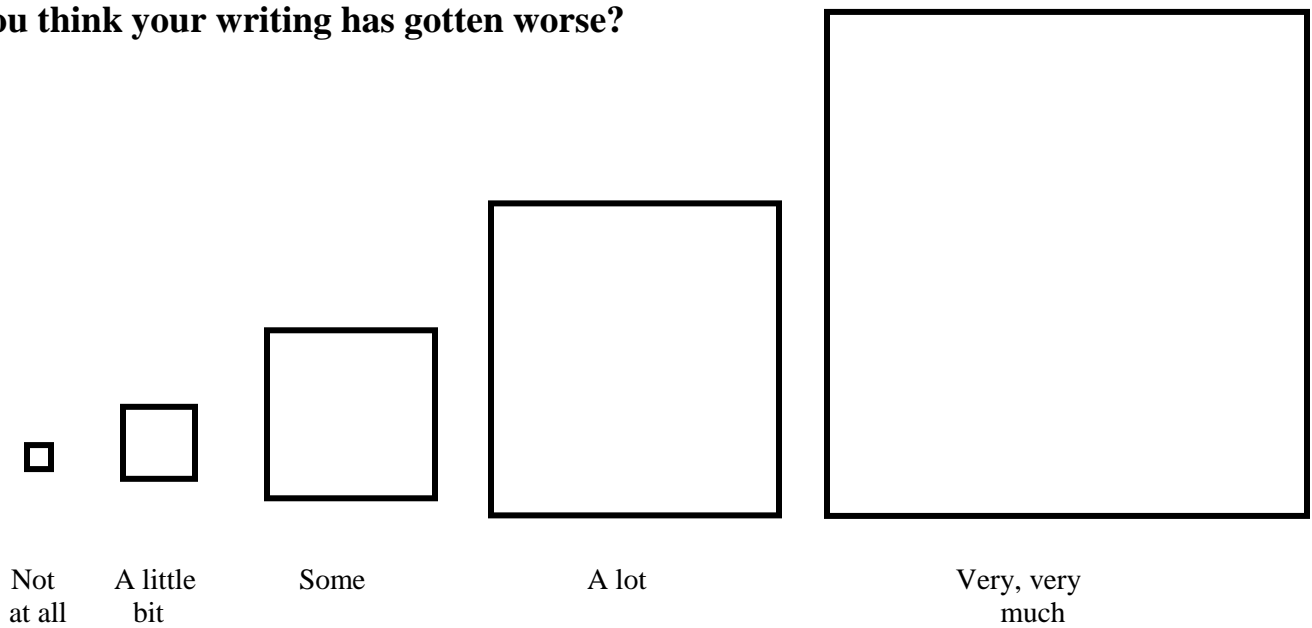 ou think your writing has gotten worse?
Not A little Some A lot Very, very
at all bit much